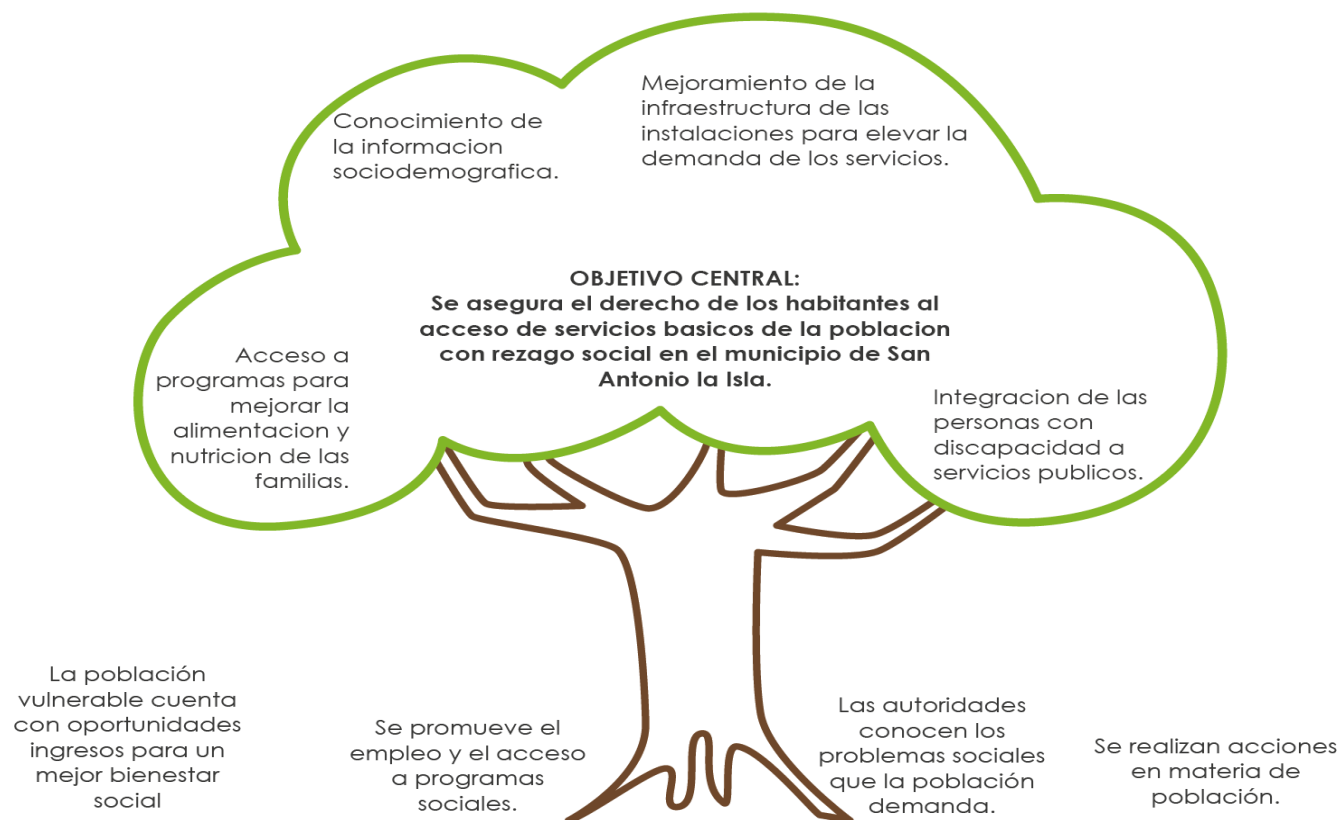 Conocimiento de
la informacion
sociodemografica.
Mejoramiento de la
infraestructura de las
instalaciones para elevar la
demanda de los servicios.
OBJETIVO CENTRAL:
Se asegura el derecho de los habitantes al
acceso de servicios basicos de la poblacion
con rezago social en el municipio de San
Antonio la Isla.
Acceso a
programas para
mejorar la
alimentacion y
nutricion de las
familias.
Integracion de las
personas con
discapacidad a
servicios publicos.
La población
vulnerable cuenta
con oportunidades
ingresos para un
mejor bienestar
social
Se promueve el
empleo y el acceso
a programas
sociales.
Las autoridades
conocen los
problemas sociales
que la población
demanda.
Se realizan acciones
en materia de
población.